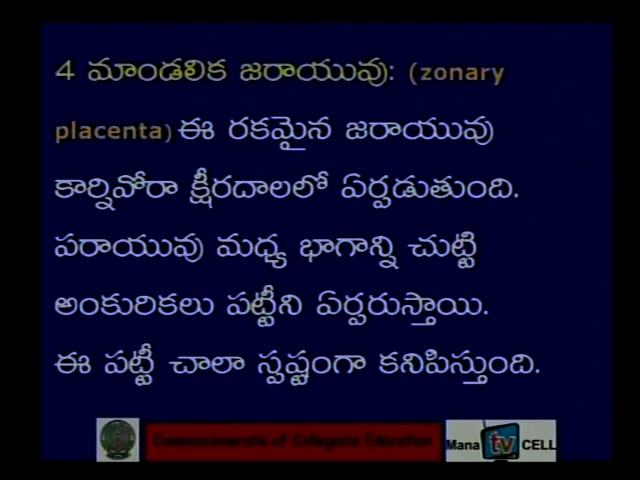 4 మాండలిక జరాయువు: (zonary
placenta) ఈ రకమైన జరాయువు
కార్నివోరా క్షీరదాలలో ఏర్పడుతుంది.
పరాయువు మధ్య భాగాన్ని చుట్టి
అంకురికలు పట్టీని ఏర్పరుస్తాయి.
ఈ పట్టీ చాలా స్పష్టంగా కనిపిస్తుంది.
Commissionerate of Collegiate Education
Mana tv CELL